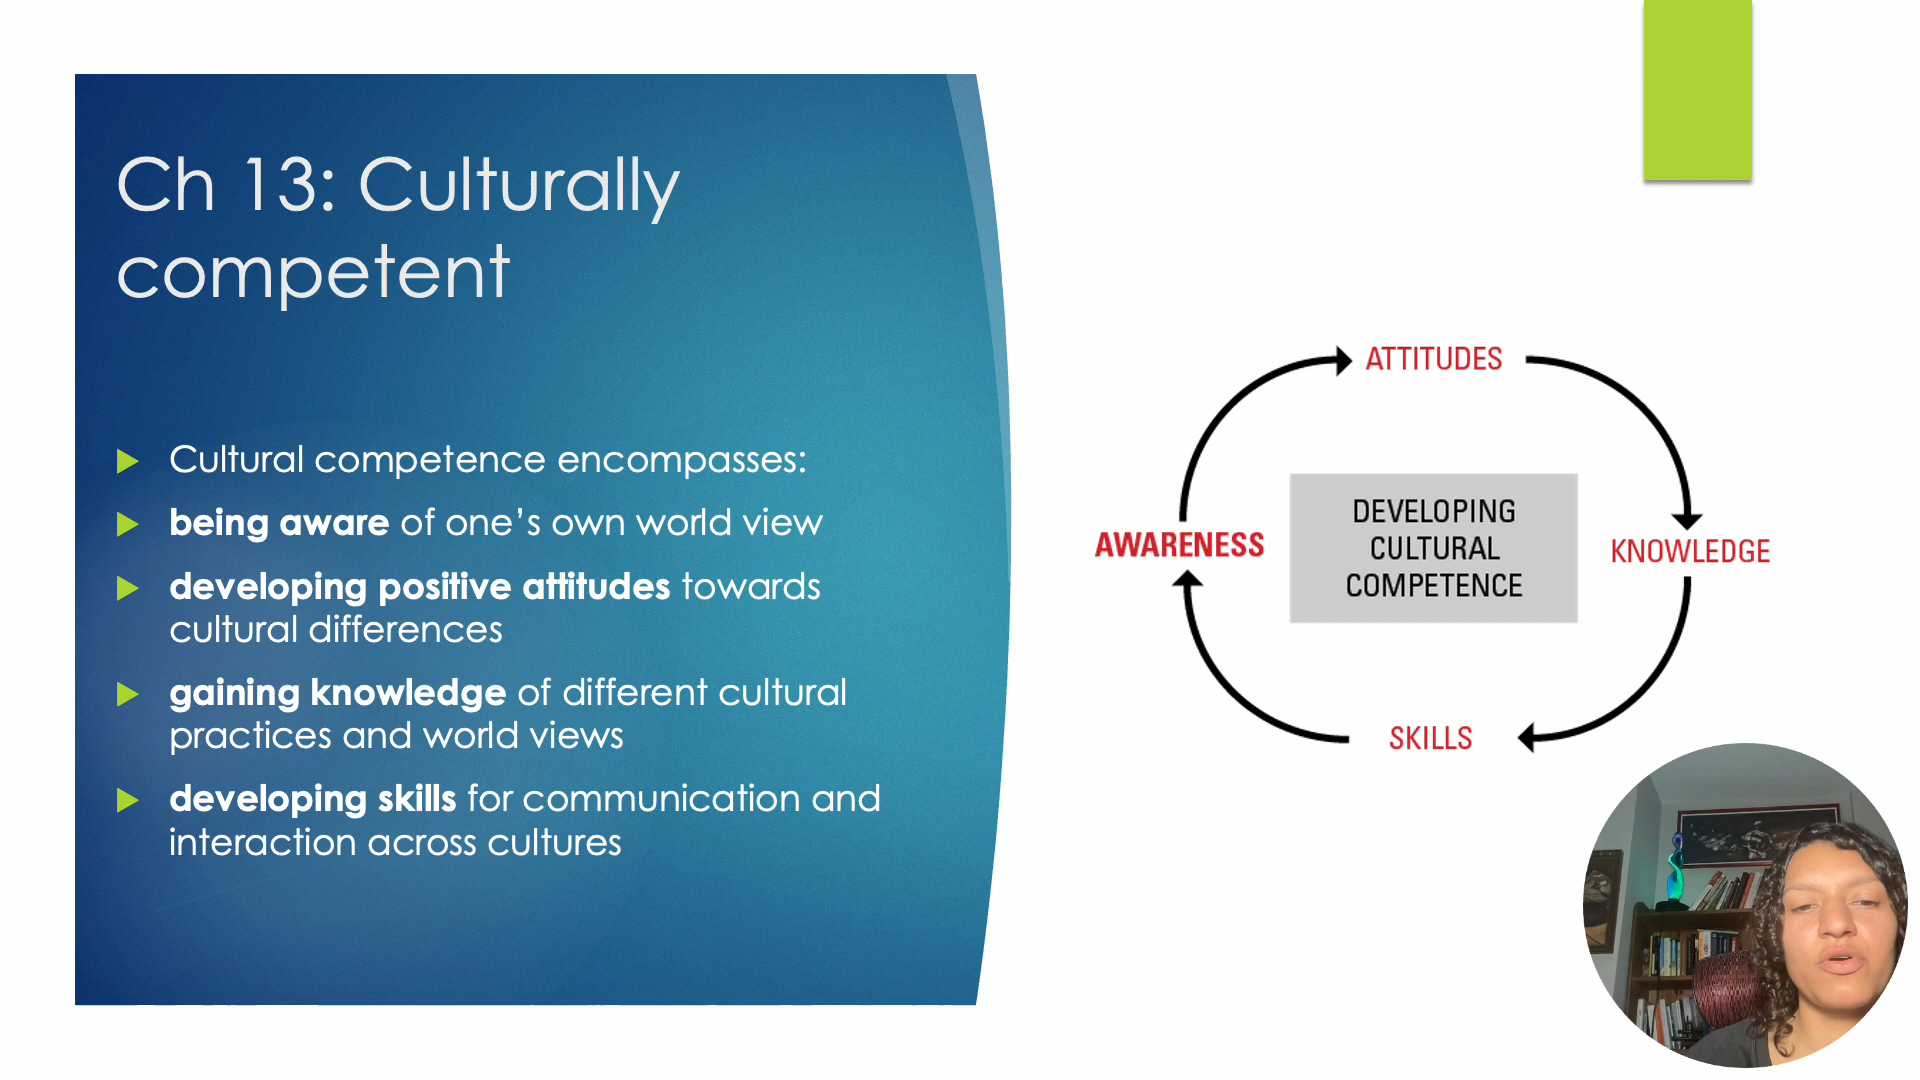 Ch 13: Culturally
competent
Cultural competence encompasses:
being aware of one’s own world view
developing positive attitudes towards
cultural differences
gaining knowledge of different cultural
practices and world views
developing skills for communication and
interaction across cultures
ATTITUDES
AWARENESS
DEVELOPING
CULTURAL
COMPETENCE
KNOWLEDGE
SKILLS